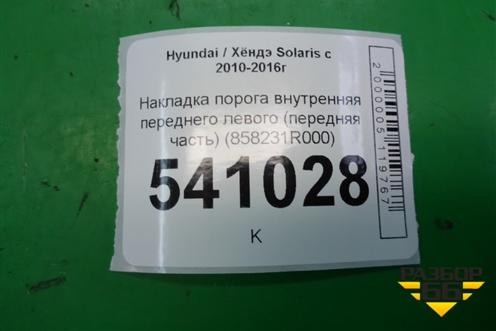 Hyundai / Хёндэ Solaris с
2010-2016г
Накладка порога внутренняя
переднего левого (передняя
часть) (858231R000)
541028
К
2000005119767
РАЗБОР
66